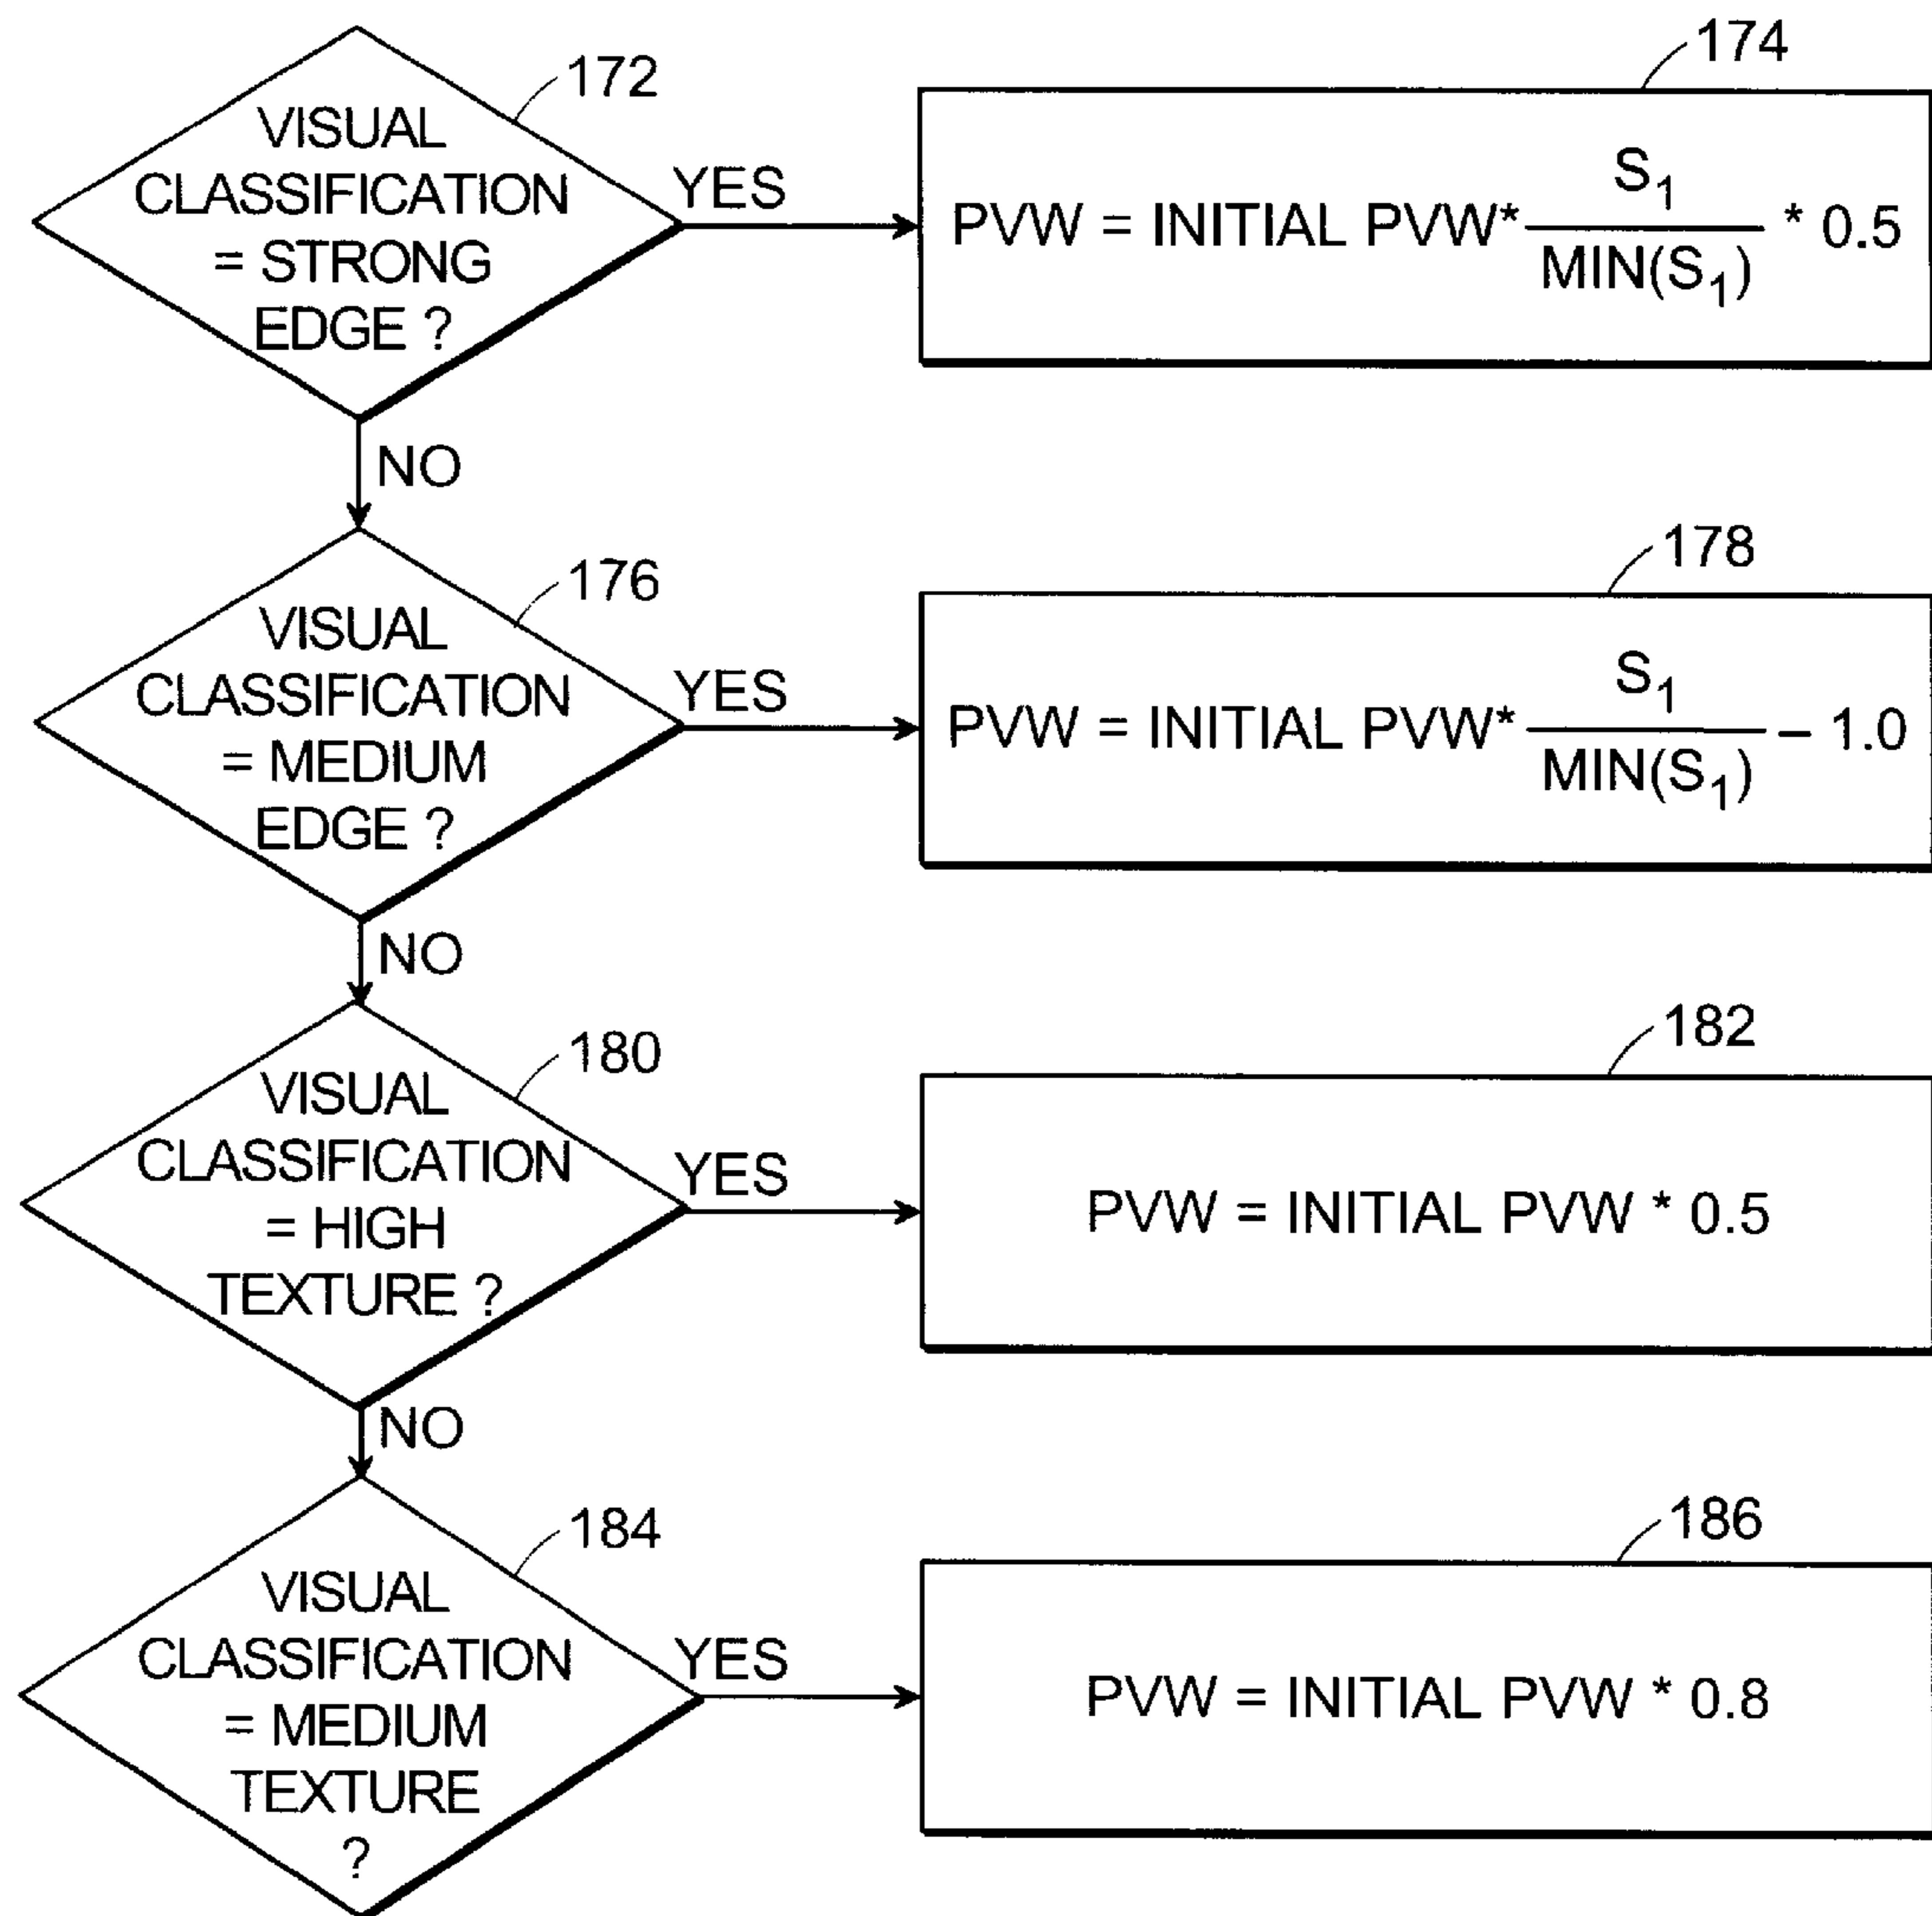 172
VISUAL
CLASSIFICATION
= STRONG
EDGE ?
YES
NO
174
PVW = INITIAL PVW* S₁ / MIN(S₁) * 0.5
176
VISUAL
CLASSIFICATION
= MEDIUM
EDGE ?
YES
NO
178
PVW = INITIAL PVW* S₁ / MIN(S₁) – 1.0
180
VISUAL
CLASSIFICATION
= HIGH
TEXTURE ?
YES
NO
182
PVW = INITIAL PVW * 0.5
184
VISUAL
CLASSIFICATION
= MEDIUM
TEXTURE
?
YES
186
PVW = INITIAL PVW * 0.8